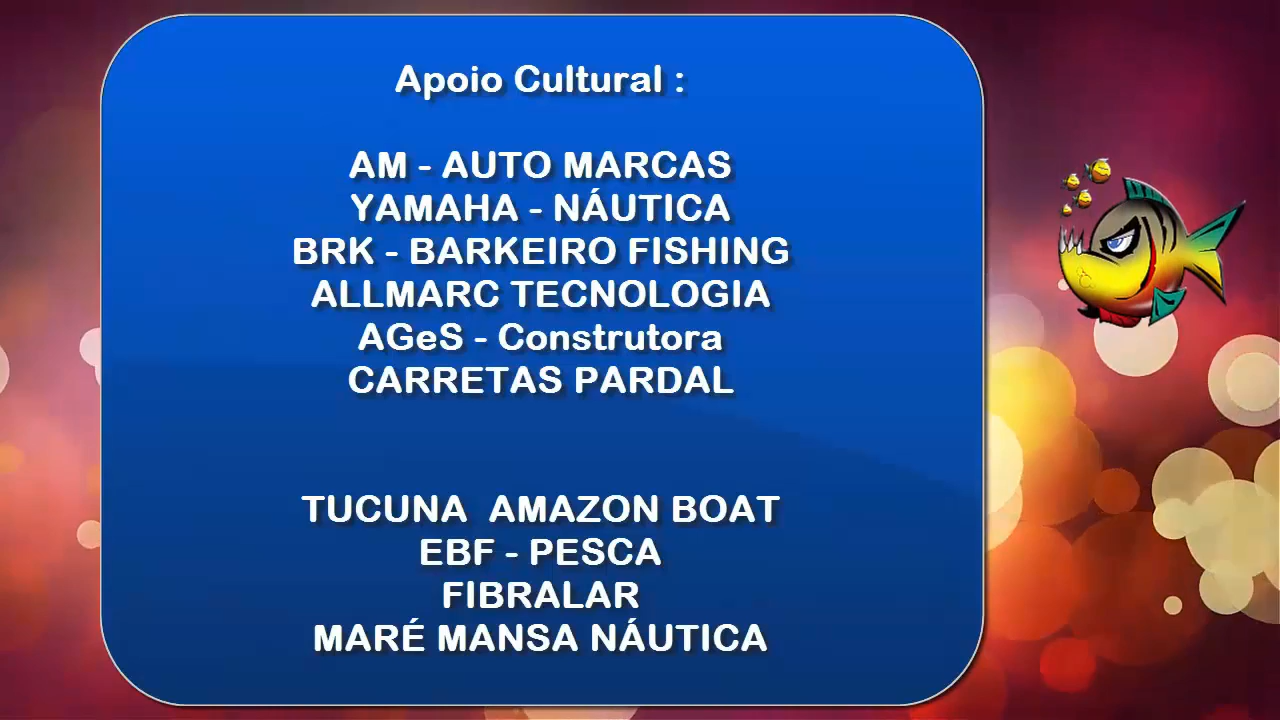 Apoio Cultural :
AM - AUTO MARCAS
YAMAHA - NÁUTICA
BRK - BARKEIRO FISHING
ALLMARC TECNOLOGIA
AGeS - Construtora
CARRETAS PARDAL
TUCUNA  AMAZON BOAT
EBF - PESCA
FIBRALAR
MARÉ MANSA NÁUTICA